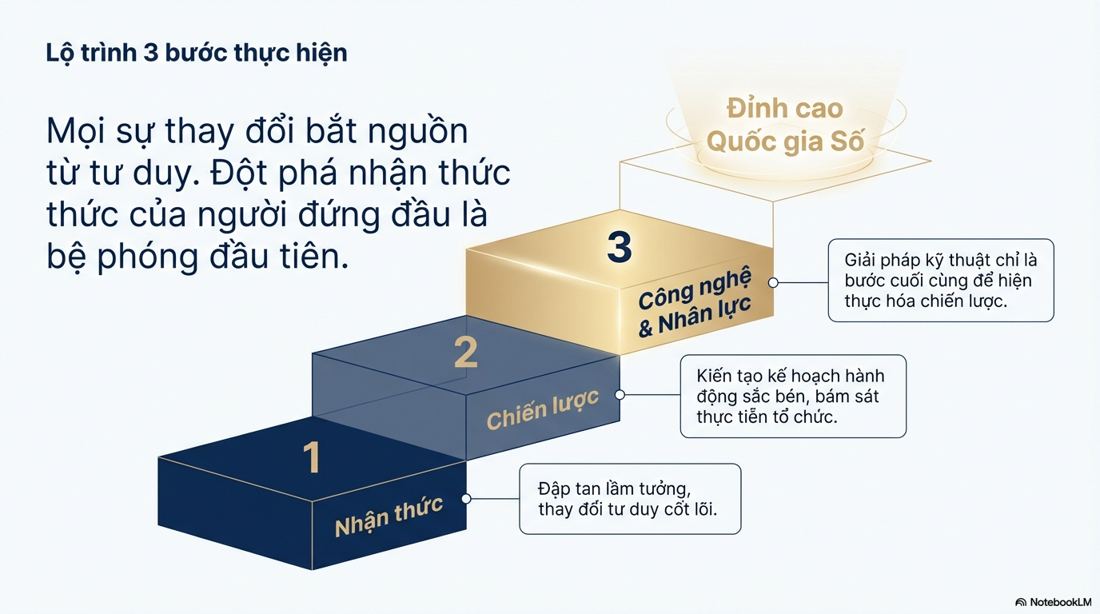 Lộ trình 3 bước thực hiện
Mọi sự thay đổi bắt nguồn
từ tư duy. Đột phá nhận thức
thức của người đứng đầu là
bệ phóng đầu tiên.
Đỉnh cao
Quốc gia Số
3
Công nghệ
& Nhân lực
Giải pháp kỹ thuật chỉ là
bước cuối cùng để hiện
thực hóa chiến lược.
2
Chiến lược
Kiến tạo kế hoạch hành
động sắc bén, bám sát
thực tiễn tổ chức.
1
Nhận thức
Đập tan lầm tưởng,
thay đổi tư duy cốt lõi.
NotebookLM